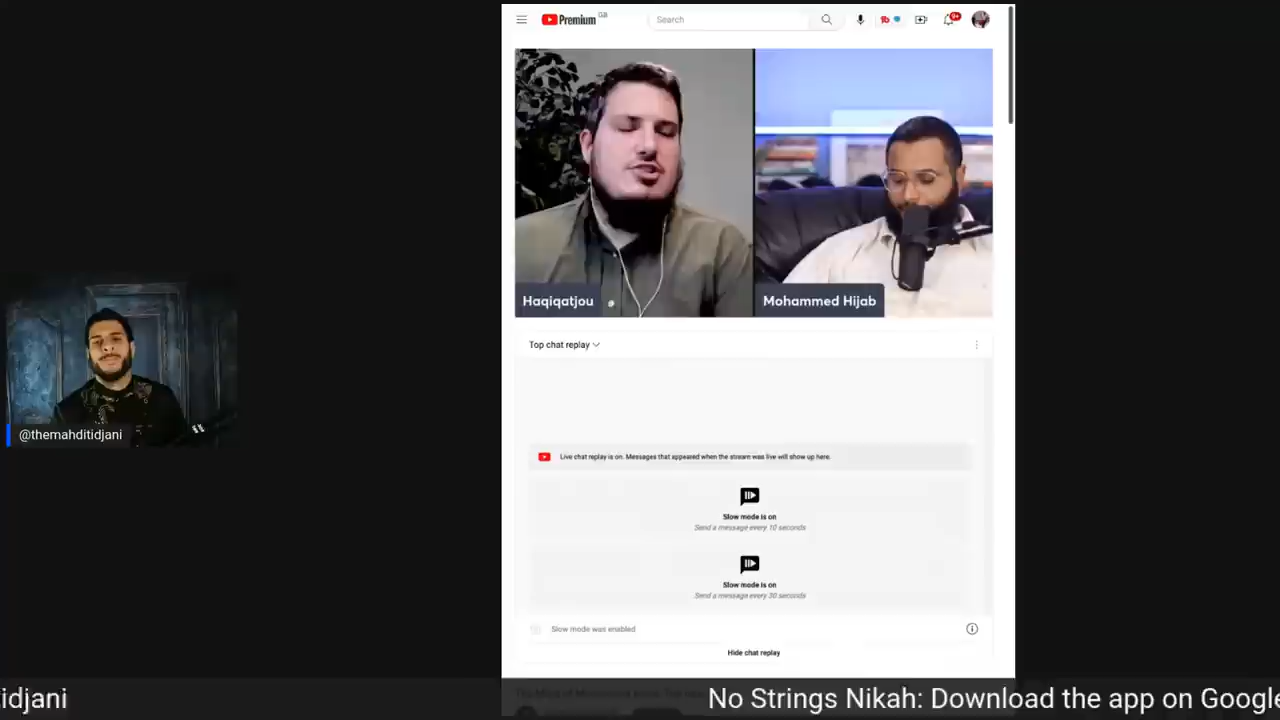 Premium GB
Search
9+
Haqiqatjou
Mohammed Hijab
Top chat replay
@themahditidjani
Live chat replay is on. Messages that appeared when the stream was live will show up here.
Slow mode is on
Send a message every 10 seconds
Slow mode is on
Send a message every 30 seconds
Slow mode was enabled
Hide chat replay
idjani
No Strings Nikah: Download the app on Google